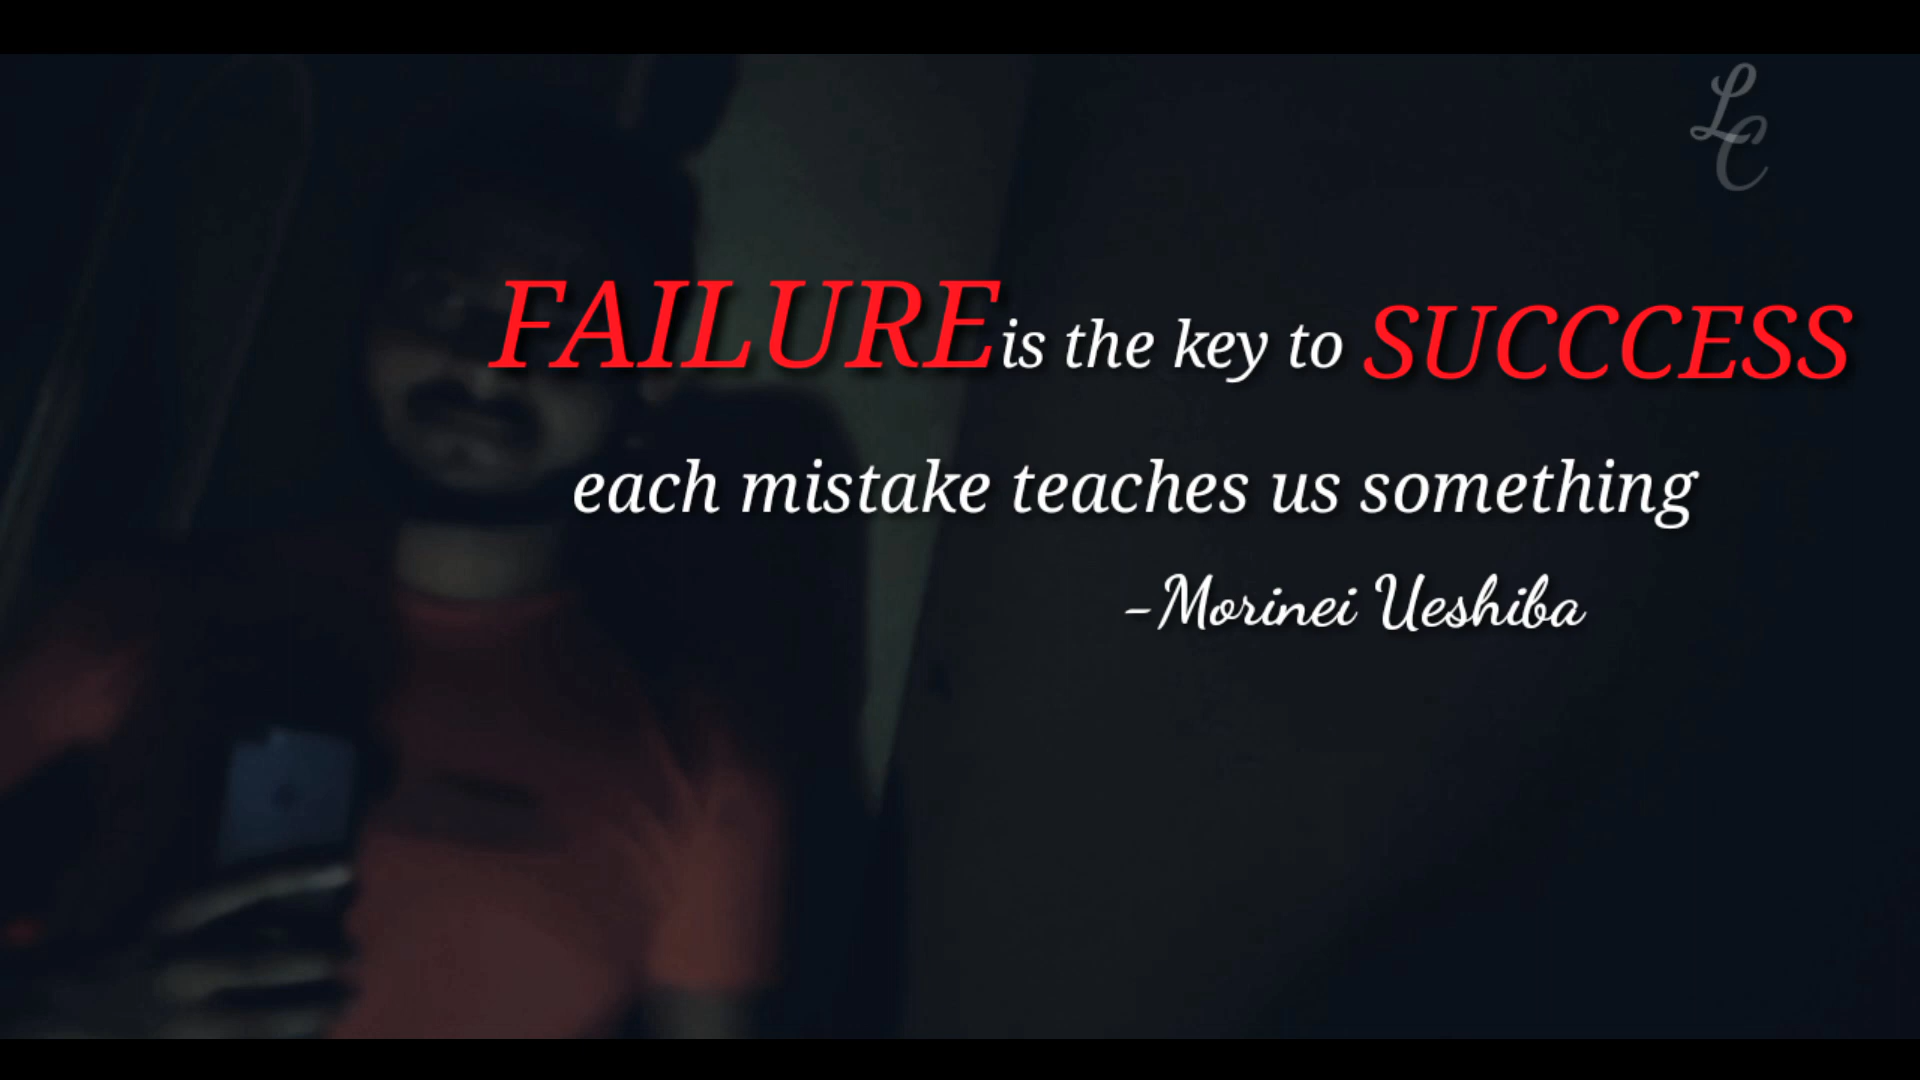 LC
FAILURE is the key to SUCCCESS
each mistake teaches us something
-Morinei Ueshiba